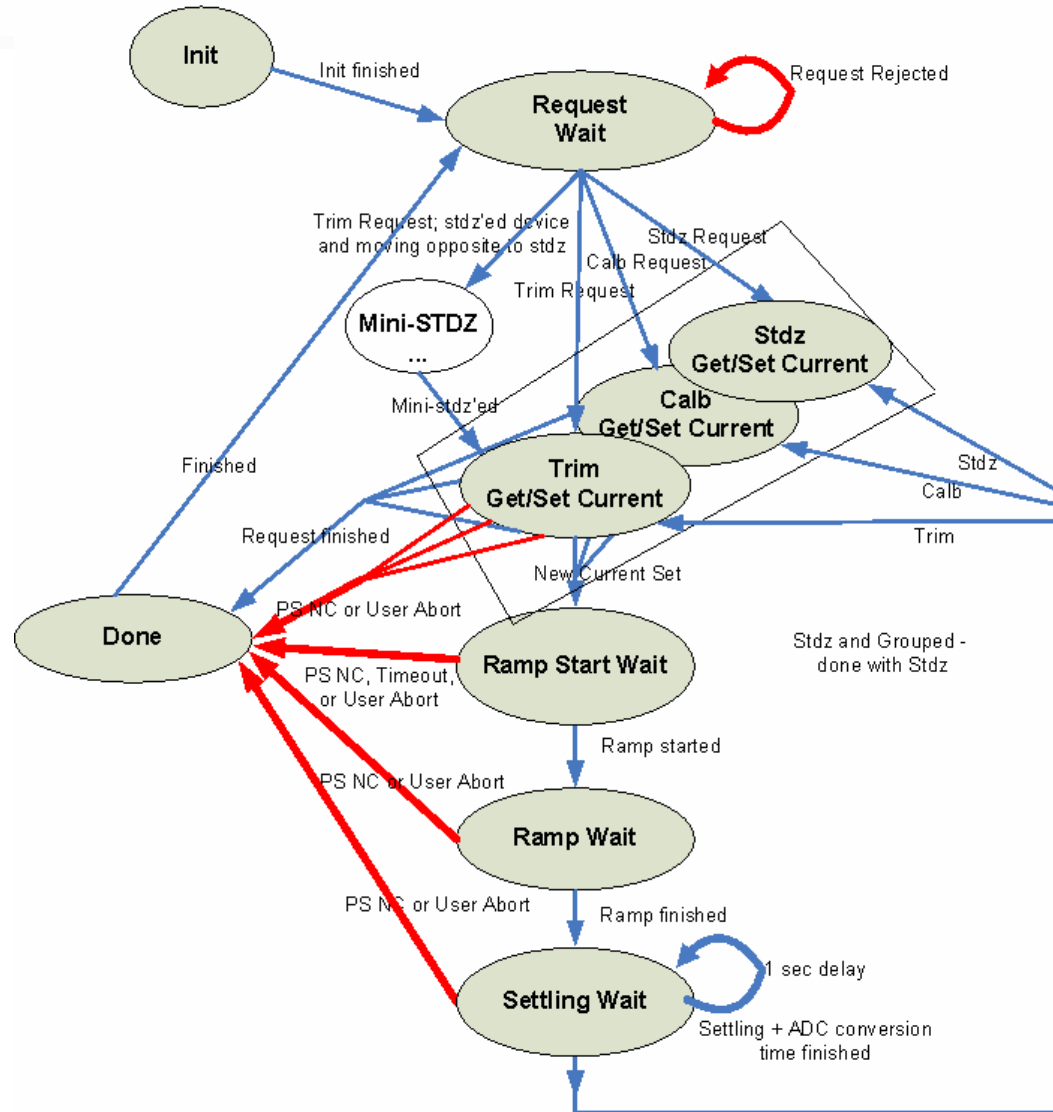 Init
Init finished
Request
Wait
Request Rejected
Trim Request; stdz'ed device
and moving opposite to stdz
Stdz Request
Calb Request
Trim Request
Mini-STDZ
...
Stdz
Get/Set Current
Calb
Get/Set Current
Mini-stdz'ed
Trim
Get/Set Current
Finished
Stdz
Calb
Trim
Request finished
New Current Set
PS NC or User Abort
Done
Ramp Start Wait
Stdz and Grouped -
done with Stdz
PS NC, Timeout,
or User Abort
Ramp started
PS NC or User Abort
Ramp Wait
PS NC or User Abort
Ramp finished
1 sec delay
Settling Wait
Settling + ADC conversion
time finished